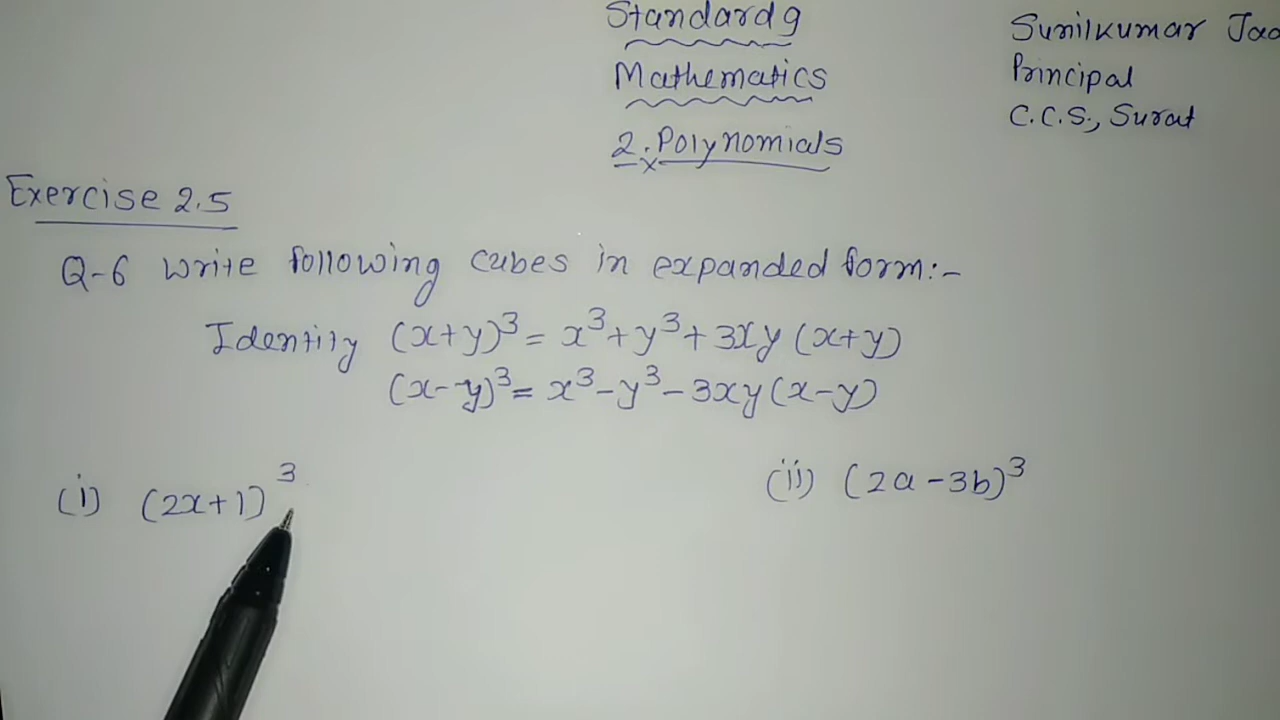 Standard 9
Mathematics
2. Polynomials
Sunilkumar
Principal
C.C.S., Surat
Exercise 2.5
Q-6 Write following cubes in expanded form:-
Identity (x+y)³ = x³+y³+3xy(x+y)
(x-y)³ = x³-y³-3xy(x-y)
(i) (2x+1)³
(ii) (2a-3b)³